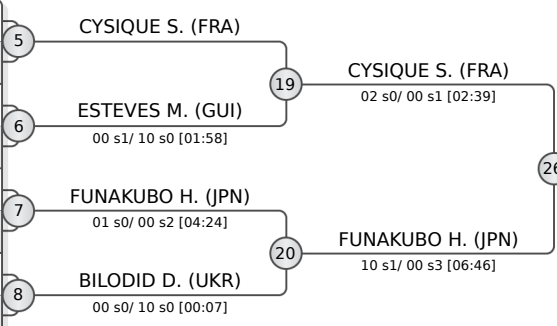 CYSIQUE S. (FRA)
5
19
CYSIQUE S. (FRA)
02 s0/ 00 s1 [02:39]
ESTEVES M. (GUI)
6
00 s1/ 10 s0 [01:58]
26
FUNAKUBO H. (JPN)
7
01 s0/ 00 s2 [04:24]
20
FUNAKUBO H. (JPN)
10 s1/ 00 s3 [06:46]
BILODID D. (UKR)
8
00 s0/ 10 s0 [00:07]